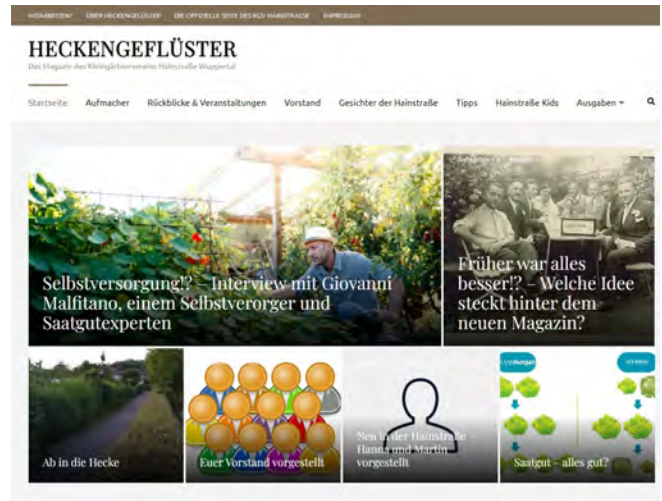 MITARBEITEN? ÜBER HECKENGELÜSTER DIE OFFIZIELLE SEITE DES KGV HAINSTRASSE IMPRESSUM
HECKENGEFLÜSTER
Das Magazin des Kleingärtnervereins Hainstraße Wuppertal
Startseite Aufmacher Rückblicke & Veranstaltungen Vorstand Gesichter der Hainstraße Tipps Hainstraße Kids Ausgaben
Selbstversorgung!? – Interview mit Giovanni
Malfitano, einem Selbstverorger und
Saatgutexperten
Früher war alles
besser!? – Welche Idee
steckt hinter dem
neuen Magazin?
Ab in die Hecke
Euer Vorstand vorgestellt
Neu in der Hainstraße –
Hanna und Martin
vorgestellt
Saatgut – alles gut?